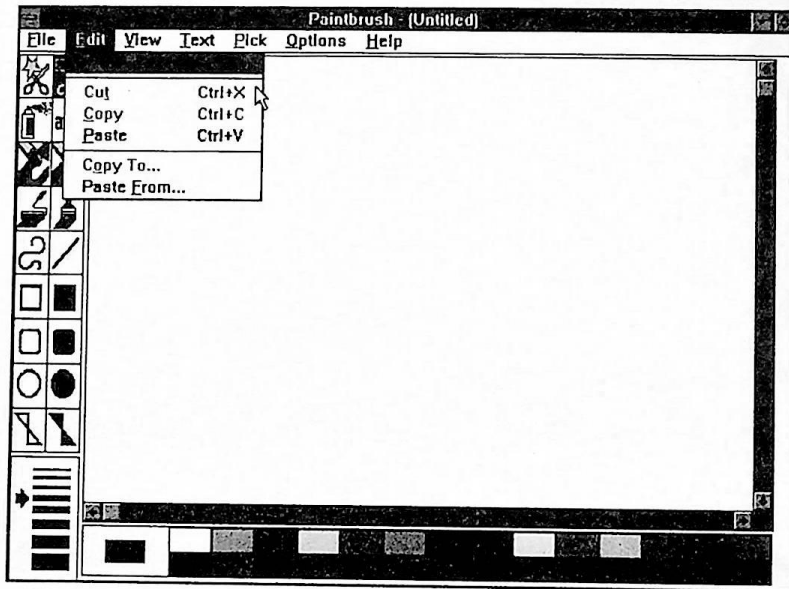 Paintbrush - (Untitled)
File Edit View Text Pick Options Help
Cut Ctrl+X
Copy Ctrl+C
Paste Ctrl+V
Copy To...
Paste From...